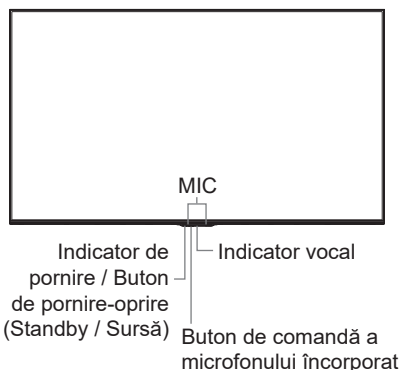 MIC
Indicator de
pornire / Buton
de pornire-oprire
(Standby / Sursă)
Indicator vocal
Buton de comandă a
microfonului încorporat